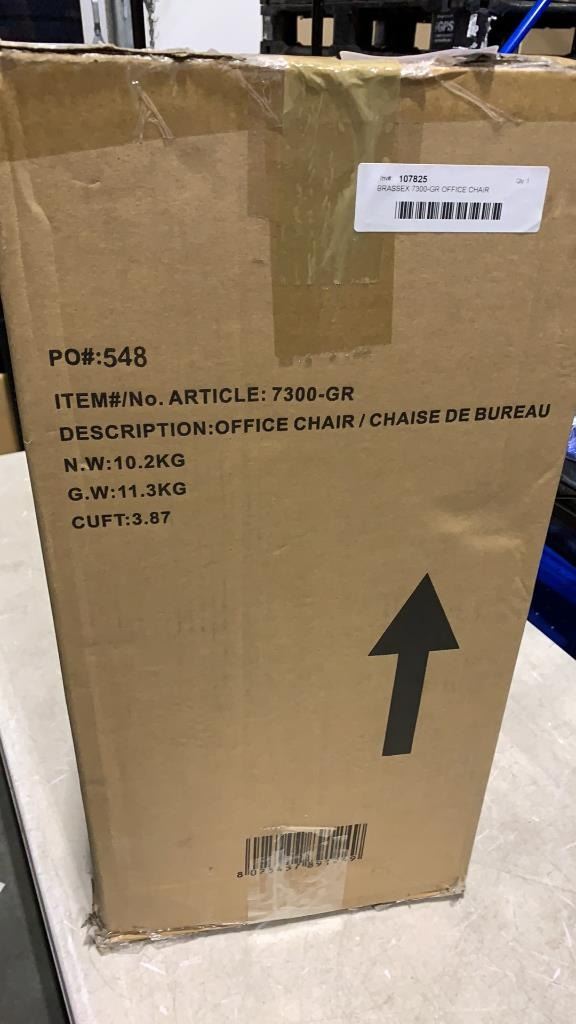 GPS
Inv#: 107825 Qty: 1
BRASSEX 7300-GR OFFICE CHAIR
PO#:548
ITEM#/No. ARTICLE: 7300-GR
DESCRIPTION:OFFICE CHAIR / CHAISE DE BUREAU
N.W:10.2KG
G.W:11.3KG
CUFT:3.87